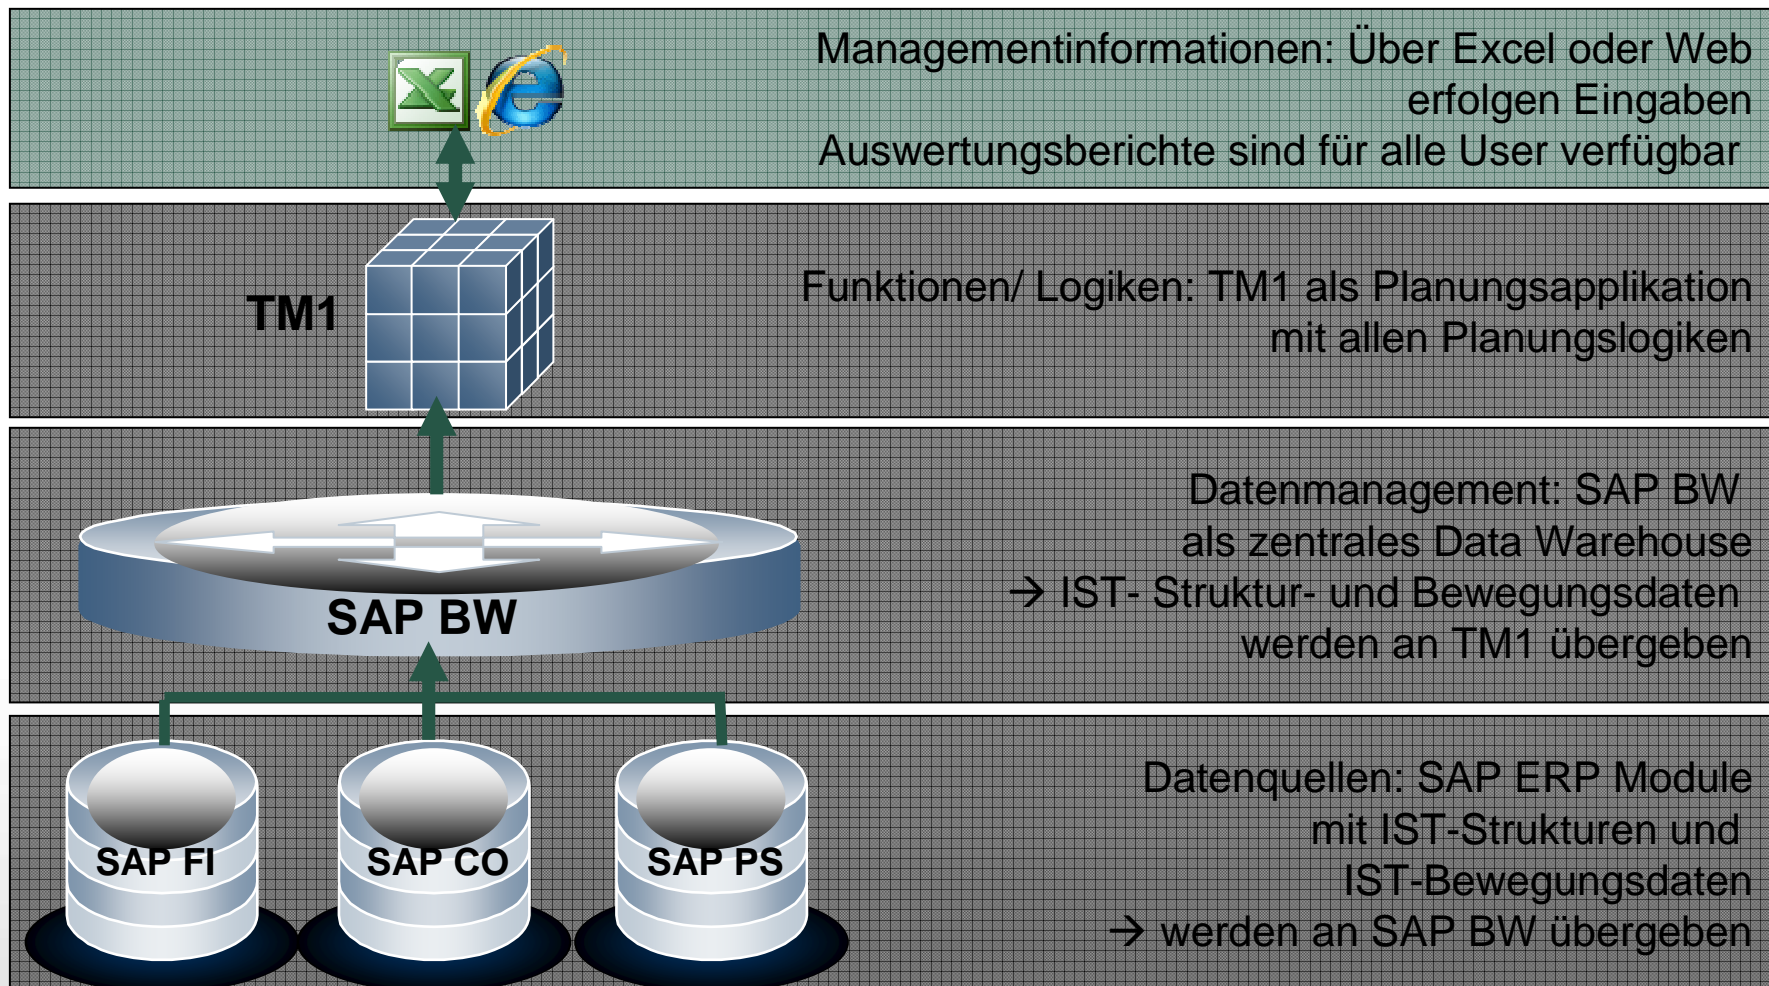 Managementinformationen: Über Excel oder Web
erfolgen Eingaben
Auswertungsberichte sind für alle User verfügbar
TM1
Funktionen/ Logiken: TM1 als Planungsapplikation
mit allen Planungslogiken
Datenmanagement: SAP BW
als zentrales Data Warehouse
→ IST- Struktur- und Bewegungsdaten
werden an TM1 übergeben
SAP BW
Datenquellen: SAP ERP Module
mit IST-Strukturen und
IST-Bewegungsdaten
→ werden an SAP BW übergeben
SAP FI
SAP CO
SAP PS